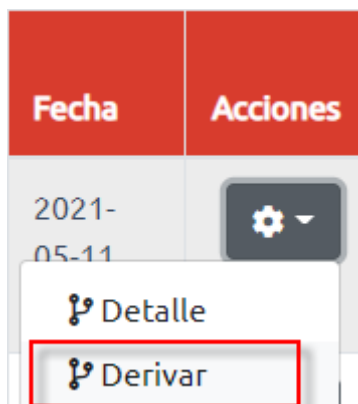 Fecha Acciones
2021-
05-11
Detalle
Derivar